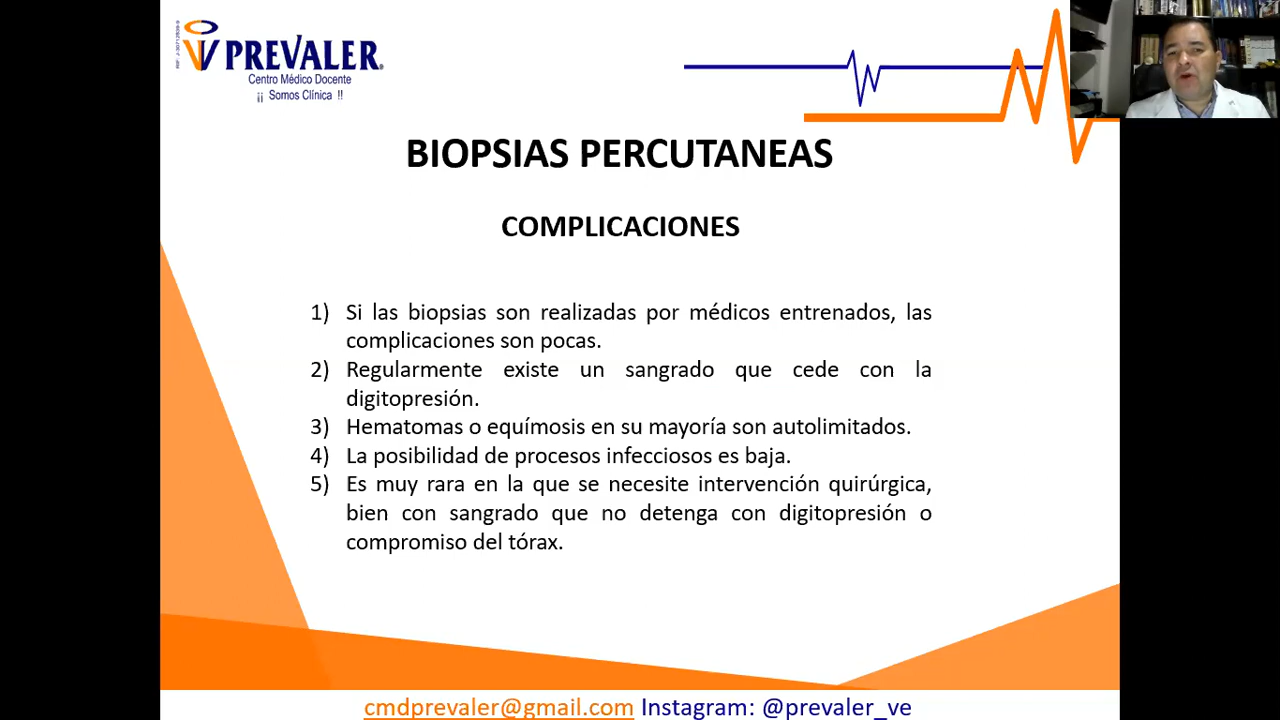 PREVALER
Centro Médico Docente
¡¡ Somos Clínica !!
BIOPSIAS PERCUTANEAS
COMPLICACIONES
1) Si las biopsias son realizadas por médicos entrenados, las
complicaciones son pocas.
2) Regularmente existe un sangrado que cede con la
digitopresión.
3) Hematomas o equímosis en su mayoría son autolimitados.
4) La posibilidad de procesos infecciosos es baja.
5) Es muy rara en la que se necesite intervención quirúrgica,
bien con sangrado que no detenga con digitopresión o
compromiso del tórax.
cmdprevaler@gmail.com Instagram: @prevaler_ve